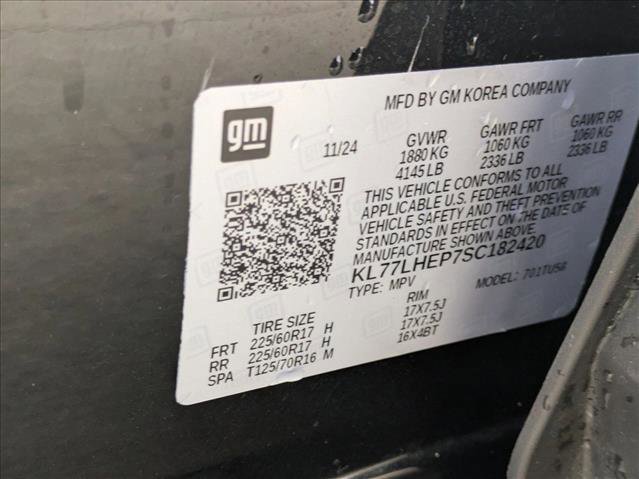 MFD BY GM KOREA COMPANY
gm
11/24 GVWR GAWR FRT GAWR RR
1880 KG 1060 KG 1060 KG
4145 LB 2336 LB 2336 LB
THIS VEHICLE CONFORMS TO ALL
APPLICABLE U.S. FEDERAL MOTOR
VEHICLE SAFETY AND THEFT PREVENTION
STANDARDS IN EFFECT ON THE DATE OF
MANUFACTURE SHOWN ABOVE.
KL77LHEP7SC182420
TYPE: MPV MODEL: 701TU56
TIRE SIZE RIM
FRT 225/60R17 H 17X7.5J
RR 225/60R17 H 17X7.5J
SPA T125/70R16 M 16X4BT